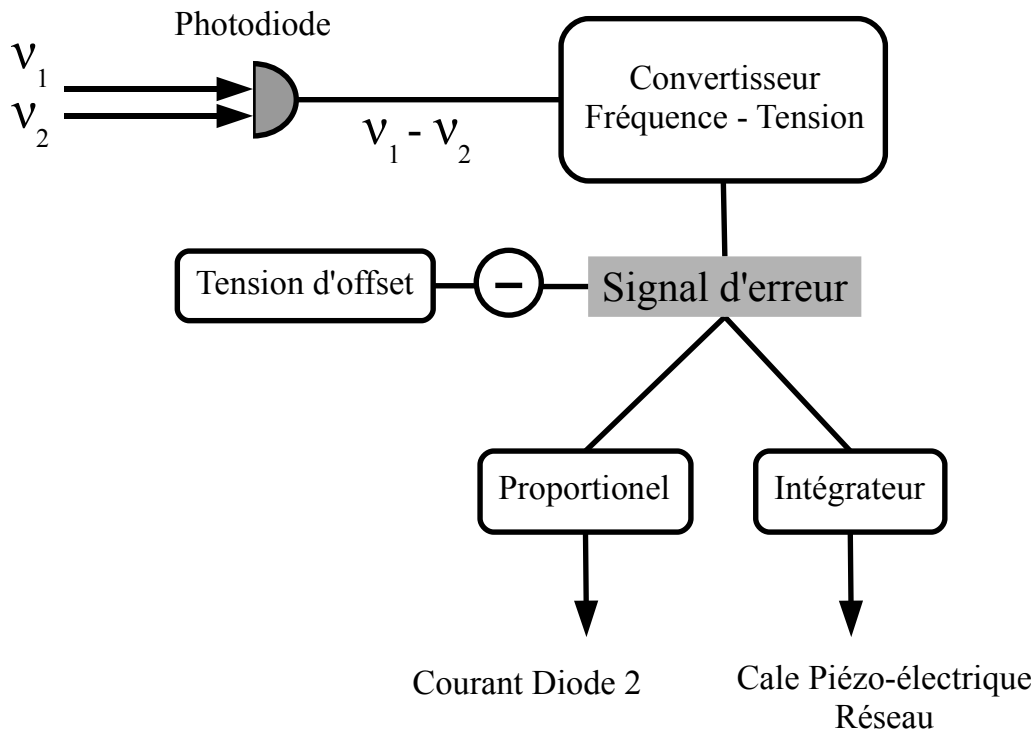 Photodiode
ν1
ν2
ν1 - ν2
Convertisseur
Fréquence - Tension
Tension d'offset
−
Signal d'erreur
Proportionel
Intégrateur
Courant Diode 2
Cale Piézo-électrique
Réseau